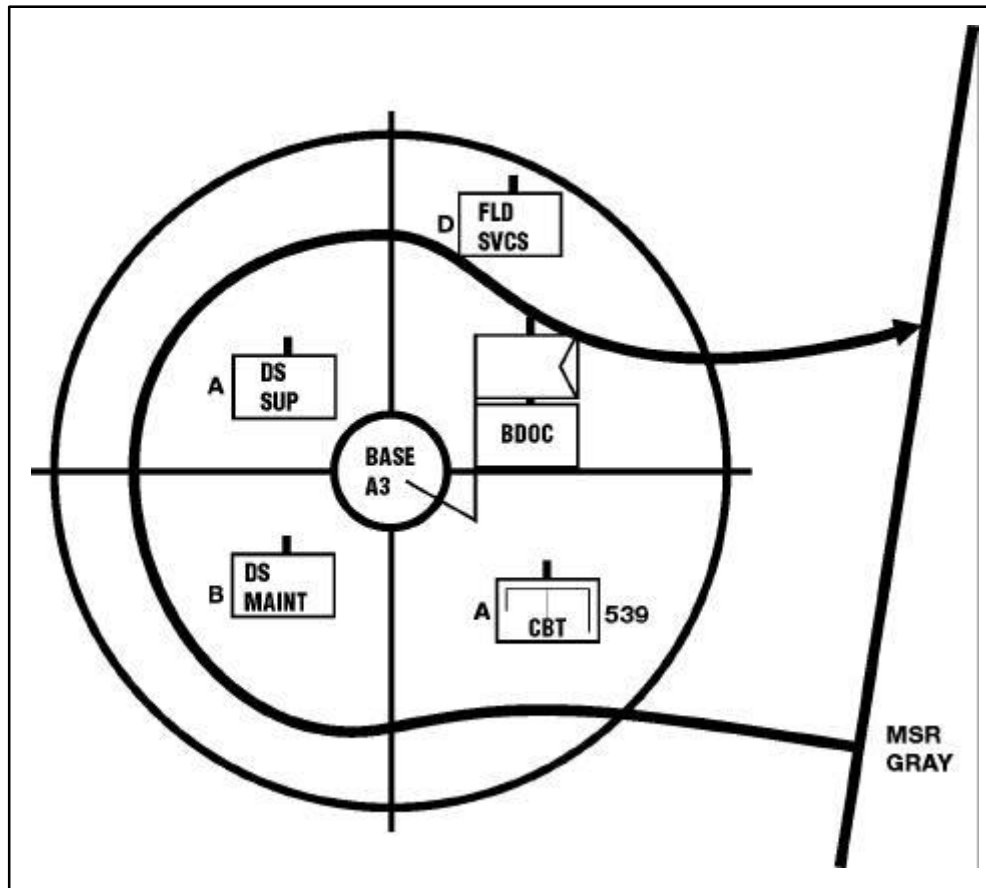 D
FLD
SVCS
A
DS
SUP
BDOC
BASE
A3
B
DS
MAINT
A
CBT
539
MSR
GRAY